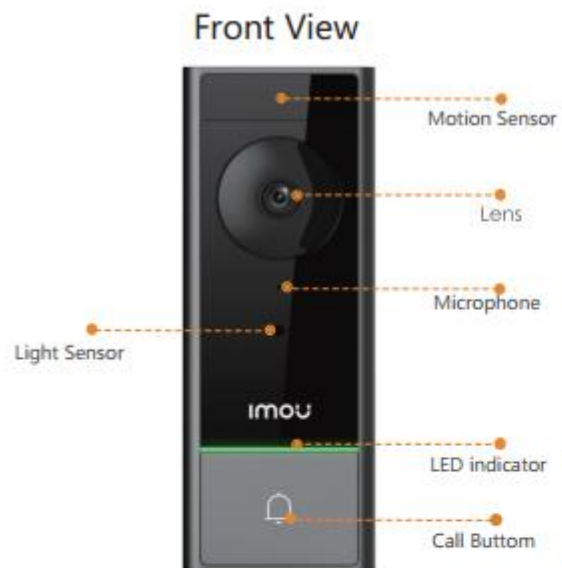 Front View
Motion Sensor
Lens
Microphone
Light Sensor
imou
LED indicator
Call Buttom